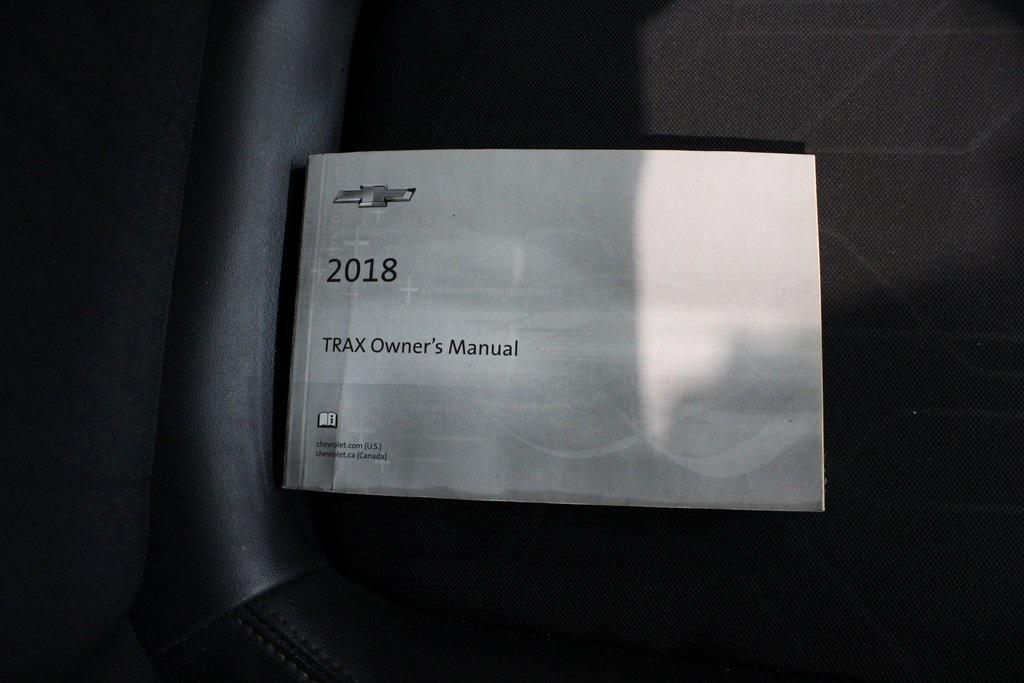 2018
TRAX Owner's Manual
chevrolet.com (U.S.)
chevrolet.ca (Canada)